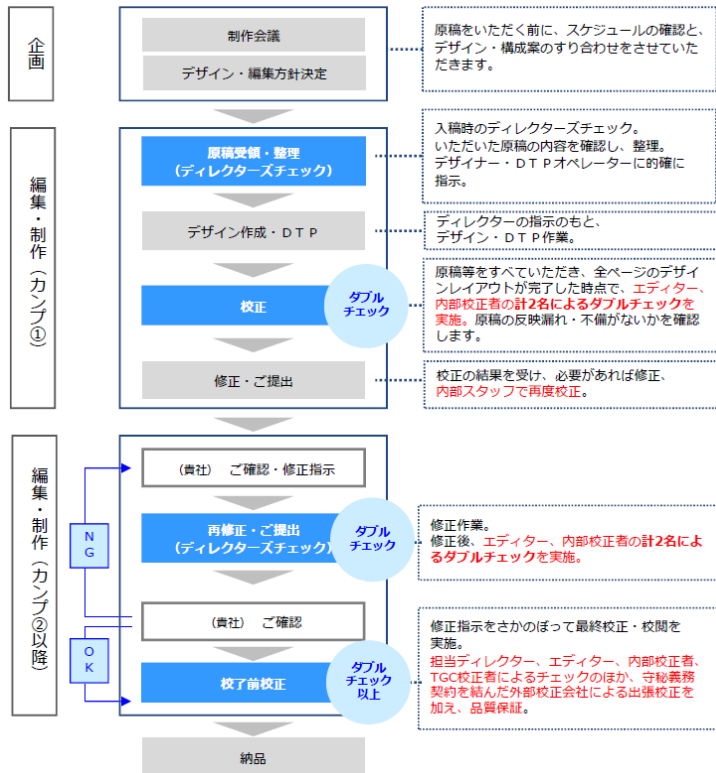 企画
制作会議
デザイン・編集方針決定
原稿をいただく前に、スケジュールの確認と、
デザイン・構成案のすり合わせをさせていた
だきます。
編集・制作（カンプ①）
原稿受領・整理
（ディレクターズチェック）
入稿時のディレクターズチェック。
いただいた原稿の内容を確認し、整理。
デザイナー・ＤＴＰオペレーターに的確に
指示。
デザイン作成・ＤＴＰ
ディレクターの指示のもと、
デザイン・ＤＴＰ作業。
校正
ダブル
チェック
原稿等をすべていただき、全ページのデザイ
ンレイアウトが完了した時点で、エディター、
内部校正者の計2名によるダブルチェックを
実施。原稿の反映漏れ・不備がないかを確認
します。
修正・ご提出
校正の結果を受け、必要があれば修正、
内部スタッフで再度校正。
編集・制作（カンプ②以降）
（貴社） ご確認・修正指示
NG
再修正・ご提出
（ディレクターズチェック）
ダブル
チェック
修正作業。
修正後、エディター、内部校正者の計2名によ
るダブルチェックを実施。
（貴社） ご確認
OK
校了前校正
ダブル
チェック
以上
修正指示をさかのぼって最終校正・校閲を
実施。
担当ディレクター、エディター、内部校正者、
TGC校正者によるチェックのほか、守秘義務
契約を結んだ外部校正会社による出張校正を
加え、品質保証。
納品